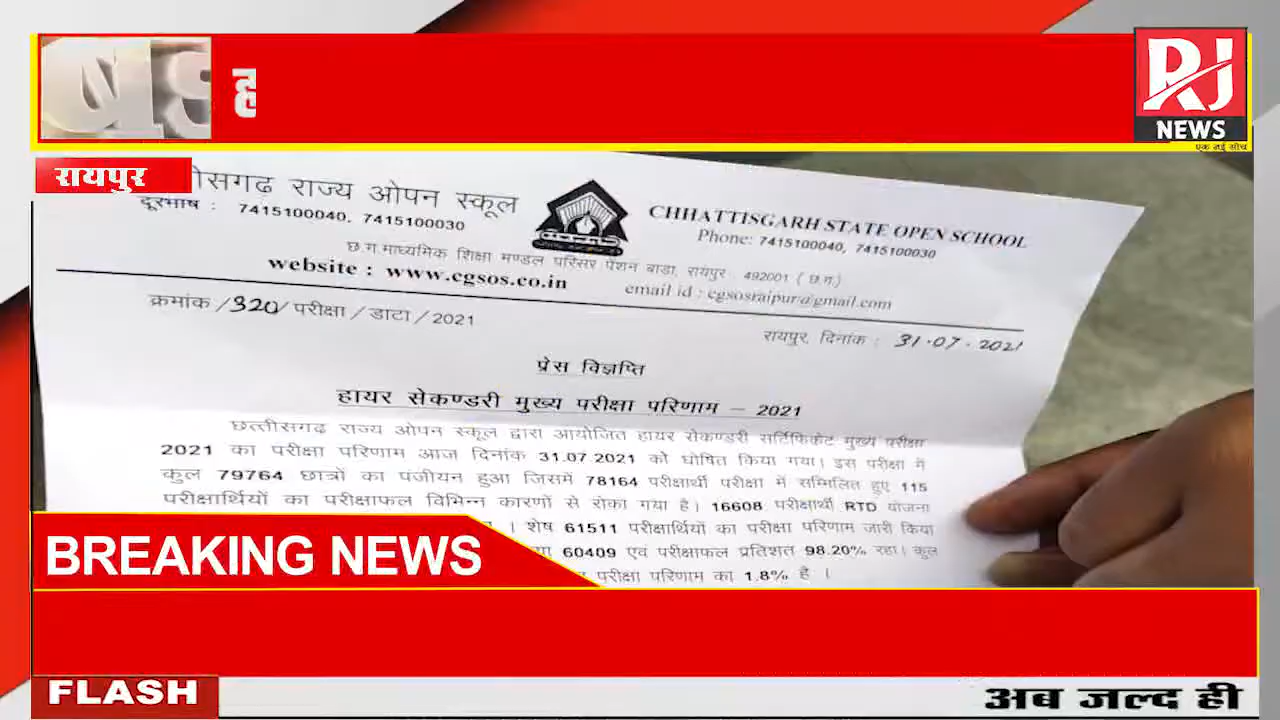 ह
RJ
NEWS
एक नई सोच
रायपुर
राज्य ओपन स्कूल
दूरभाष : 7415100040, 7415100030
CHHATTISGARH STATE OPEN SCHOOL
Phone: 7415100040, 7415100030
छ.ग.माध्यमिक शिक्षा मण्डल परिसर पेंशन बाडा, रायपुर 492001 ( छ.ग.)
website : www.cgsos.co.in
email id : cgsosraipur@gmail.com
क्रमांक /320/ परीक्षा / डाटा / 2021
रायपुर, दिनांक : 31.07.2021
प्रेस विज्ञप्ति
हायर सेकण्डरी मुख्य परीक्षा परिणाम – 2021
छत्तीसगढ़ राज्य ओपन स्कूल द्वारा आयोजित हायर सेकण्डरी सर्टिफिकेट मुख्य परीक्षा
2021 का परीक्षा परिणाम आज दिनांक 31.07.2021 को घोषित किया गया। इस परीक्षा में
कुल 79764 छात्रों का पंजीयन हुआ जिसमें 78164 परीक्षार्थी परीक्षा में सम्मिलित हुए 115
परीक्षार्थियों का परीक्षाफल विभिन्न कारणों से रोका गया है। 16608 परीक्षार्थी RTD योजना
। शेष 61511 परीक्षार्थियों का परीक्षा परिणाम जारी किया
60409 एवं परीक्षाफल प्रतिशत 98.20% रहा। कुल
परीक्षा परिणाम का 1.8% है ।
BREAKING NEWS
FLASH
अब जल्द ही